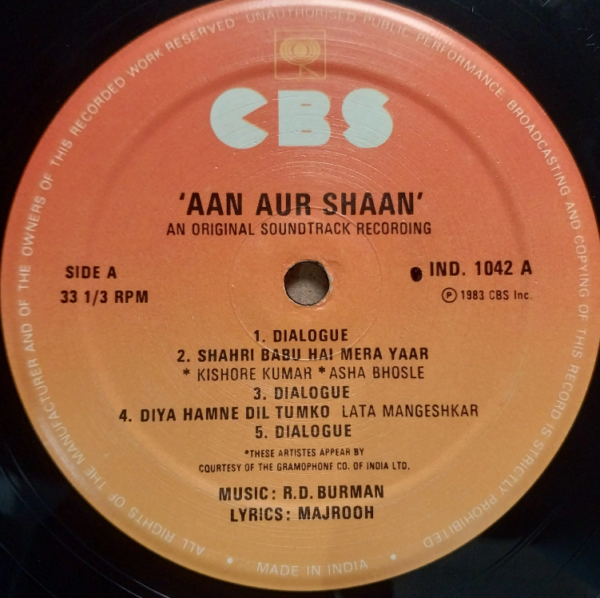 ALL RIGHTS OF THE MANUFACTURER AND OF THE OWNERS OF THIS RECORDED WORK RESERVED UNAUTHORISED PUBLIC PERFORMANCE BROADCASTING AND COPYING OF THIS RECORD IS STRICTLY PROHIBITED
CBS
'AAN AUR SHAAN'
AN ORIGINAL SOUNDTRACK RECORDING
SIDE A
33 1/3 RPM
IND. 1042 A
℗ 1983 CBS Inc.
1. DIALOGUE
2. SHAHRI BABU HAI MERA YAAR
* KISHORE KUMAR * ASHA BHOSLE
3. DIALOGUE
4. DIYA HAMNE DIL TUMKO LATA MANGESHKAR
5. DIALOGUE
*THESE ARTISTES APPEAR BY
COURTESY OF THE GRAMOPHONE CO. OF INDIA LTD.
MUSIC: R.D. BURMAN
LYRICS: MAJROOH
• MADE IN INDIA •